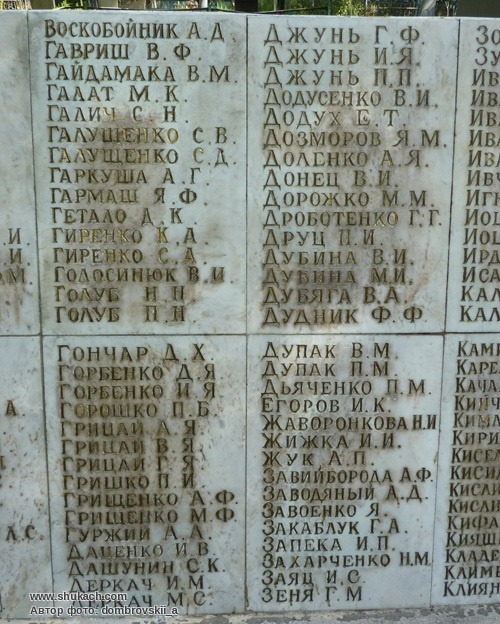 ВОСКОБОЙНИК А.Д
ГАВРИШ В.Ф.
ГАЙДАМАКА В.М.
ГАЛАТ М.К.
ГАЛИЧ С.Н.
ГАЛУЩЕНКО С.В.
ГАЛУЩЕНКО С.Д.
ГАРКУША А.Г.
ГАРМАШ Я.Ф.
ГЕТАЛО Д.К.
ГИРЕНКО К.А.
ГИРЕНКО С.А.
ГОЛОСИНЮК В.И
ГОЛУБ Н.Н
ГОЛУБ П.Н
ГОНЧАР Д.Х.
ГОРБЕНКО Д.Я
ГОРБЕНКО И.Я
ГОРОШКО П.Б.
ГРИЦАЙ А.Я
ГРИЦАЙ В.Я.
ГРИЦАЙ Г.Я
ГРИШКО П.И.
ГРИЩЕНКО А.Ф.
ГРИЩЕНКО М.Ф
ГУРЖИЙ А.А.
ДАЦЕНКО И.В.
ДАШУНИН С.К.
ДЕРКАЧ И.М.
ДЕРКАЧ М.С.
ДЖУНЬ Г.Ф.
ДЖУНЬ И.Я.
ДЖУНЬ П.П.
ДОДУСЕНКО В.И.
ДОДУХ Е.Т.
ДОЗМОРОВ Я.М.
ДОЛЕНКО А.Я.
ДОНЕЦ В.И.
ДОРОЖКО М.М.
ДРОБОТЕНКО Г.Г.
ДРУЦ П.И.
ДУБИНА В.И.
ДУБИНА М.И.
ДУБЯГА В.А.
ДУДНИК Ф.Ф
ДУПАК В.М.
ДУПАК П.М.
ДЬЯЧЕНКО П.М.
ЕГОРОВ И.К.
ЖАВОРОНКОВА Н.И
ЖИЖКА И.И.
ЖУК А.П.
ЗАВИЙБОРОДА А.Ф.
ЗАВОДЯНЫЙ А.Д.
ЗАВОЕНКО Я.
ЗАКАБЛУК Г.А.
ЗАПЕКА И.П.
ЗАХАРЧЕНКО Н.М
ЗАЯЦ И.С.
ЗЕНЯ Г.М
www.shukach.com
Автор фото: dombrovskii_a